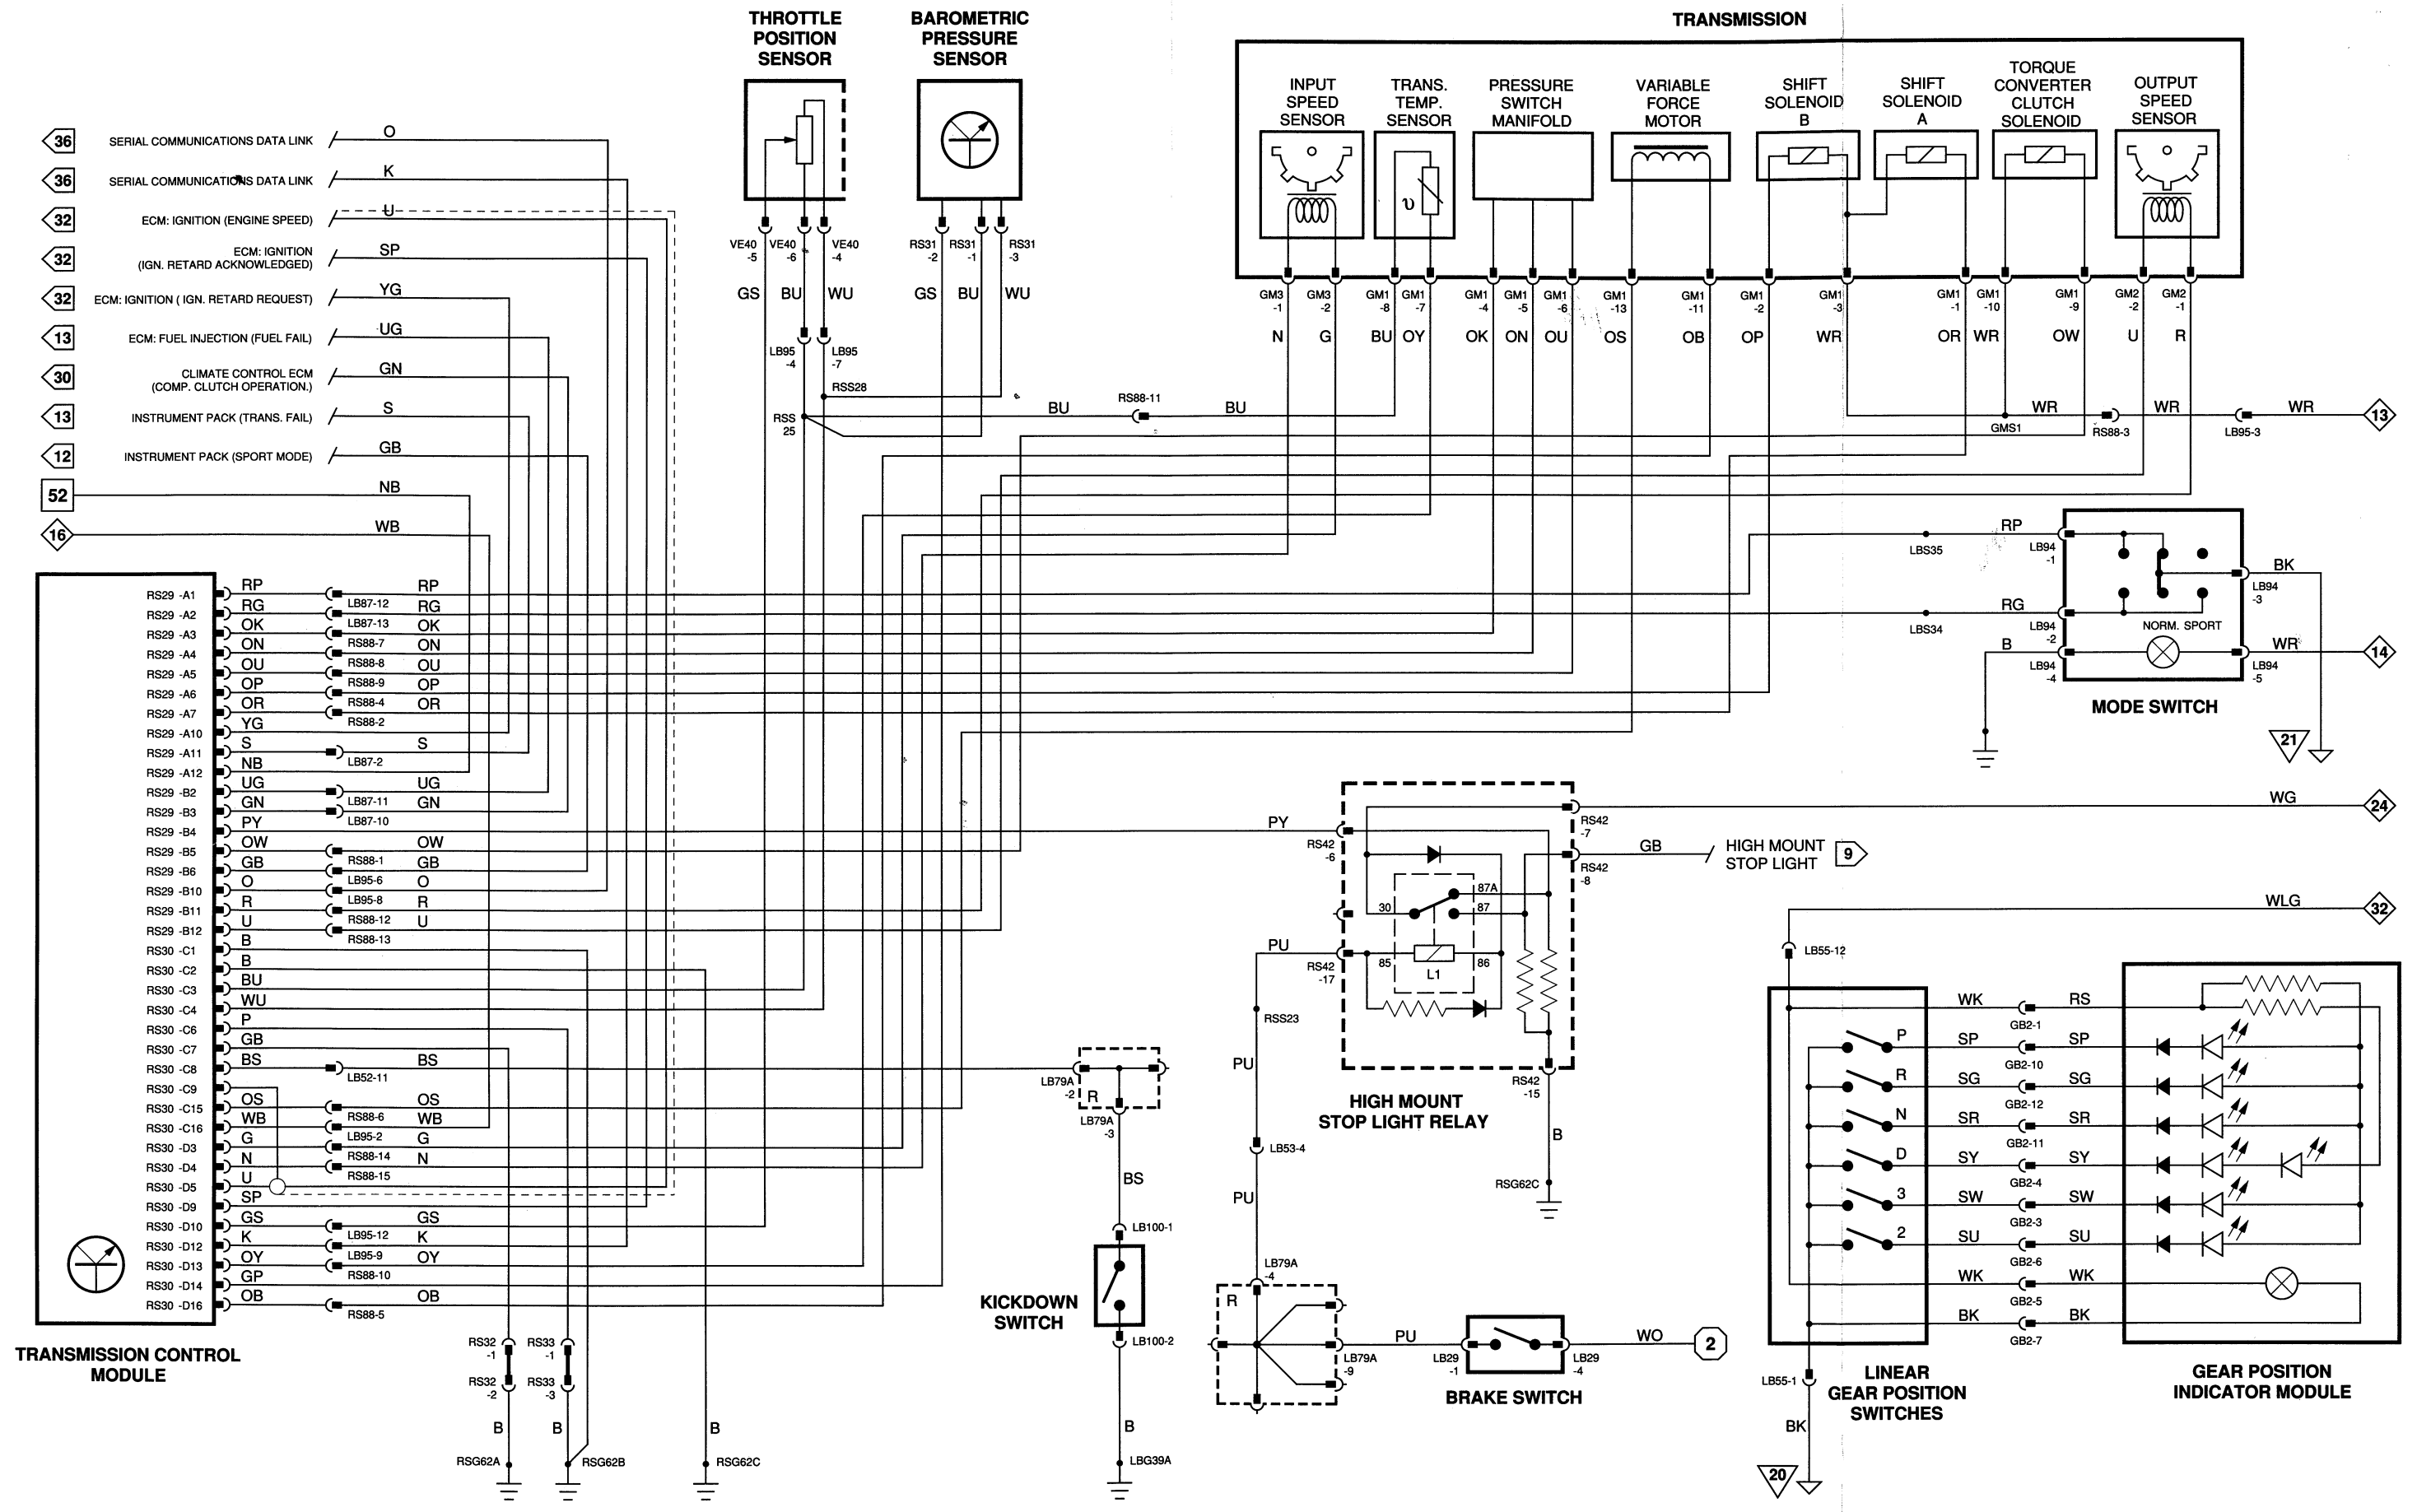 THROTTLE
POSITION
SENSOR
BAROMETRIC
PRESSURE
SENSOR
TRANSMISSION
INPUT
SPEED
SENSOR
TRANS.
TEMP.
SENSOR
PRESSURE
SWITCH
MANIFOLD
VARIABLE
FORCE
MOTOR
SHIFT
SOLENOID
B
SHIFT
SOLENOID
A
TORQUE
CONVERTER
CLUTCH
SOLENOID
OUTPUT
SPEED
SENSOR
υ
36 SERIAL COMMUNICATIONS DATA LINK O
36 SERIAL COMMUNICATIONS DATA LINK K
32 ECM: IGNITION (ENGINE SPEED) U
32 ECM: IGNITION
(IGN. RETARD ACKNOWLEDGED) SP
32 ECM: IGNITION ( IGN. RETARD REQUEST) YG
13 ECM: FUEL INJECTION (FUEL FAIL) UG
30 CLIMATE CONTROL ECM
(COMP. CLUTCH OPERATION.) GN
13 INSTRUMENT PACK (TRANS. FAIL) S
12 INSTRUMENT PACK (SPORT MODE) GB
52 NB
16 WB
VE40
-5
VE40
-6
VE40
-4
GS BU WU
LB95
-4
LB95
-7
RSS28
RSS
25
RS31
-2
RS31
-1
RS31
-3
GS BU WU
BU RS88-11 BU
GM3
-1
GM3
-2
GM1
-8
GM1
-7
GM1
-4
GM1
-5
GM1
-6
GM1
-13
GM1
-11
GM1
-2
GM1
-3
GM1
-1
GM1
-10
GM1
-9
GM2
-2
GM2
-1
N G BU OY OK ON OU OS OB OP WR OR WR OW U R
GMS1 WR RS88-3 WR LB95-3 WR 13
RS29 -A1 RP LB87-12 RP
RS29 -A2 RG LB87-13 RG
RS29 -A3 OK RS88-7 OK
RS29 -A4 ON RS88-8 ON
RS29 -A5 OU RS88-9 OU
RS29 -A6 OP RS88-4 OP
RS29 -A7 OR RS88-2 OR
RS29 -A10 YG
RS29 -A11 S LB87-2 S
RS29 -A12 NB
RS29 -B2 UG LB87-11 UG
RS29 -B3 GN LB87-10 GN
RS29 -B4 PY
RS29 -B5 OW RS88-1 OW
RS29 -B6 GB LB95-6 GB
RS29 -B10 O LB95-8 O
RS29 -B11 R RS88-12 R
RS29 -B12 U RS88-13 U
RS30 -C1 B
RS30 -C2 B
RS30 -C3 BU
RS30 -C4 WU
RS30 -C6 P
RS30 -C7 GB
RS30 -C8 BS LB52-11 BS
RS30 -C9
RS30 -C15 OS RS88-6 OS
RS30 -C16 WB LB95-2 WB
RS30 -D3 G RS88-14 G
RS30 -D4 N RS88-15 N
RS30 -D5 U
RS30 -D9 SP
RS30 -D10 GS LB95-12 GS
RS30 -D12 K LB95-9 K
RS30 -D13 OY RS88-10 OY
RS30 -D14 GP
RS30 -D16 OB RS88-5 OB
TRANSMISSION CONTROL
MODULE
RS32
-1
RS32
-2
B
RSG62A
RS33
-1
RS33
-3
B
RSG62B
B
RSG62C
LB79A
-2
R
LB79A
-3
BS
LB100-1
KICKDOWN
SWITCH
LB100-2
B
LBG39A
LBS35 RP LB94
-1
LBS34 RG LB94
-2
B LB94
-4
NORM. SPORT
BK LB94
-3
WR LB94
-5
14
MODE SWITCH
21
PY RS42
-6
RS42
-7
WG 24
RS42
-8
GB HIGH MOUNT
STOP LIGHT 9
87A
30 87
85 86
L1
PU RS42
-17
RSS23
PU
RS42
-15
HIGH MOUNT
STOP LIGHT RELAY
B
RSG62C
LB53-4
PU
LB79A
-4
R
LB79A
-9
PU
LB29
-1
LB29
-4
WO 2
BRAKE SWITCH
WLG 32
LB55-12
WK GB2-1 RS
P SP GB2-10 SP
R SG GB2-12 SG
N SR GB2-11 SR
D SY GB2-4 SY
3 SW GB2-3 SW
2 SU GB2-6 SU
WK GB2-5 WK
BK GB2-7 BK
LB55-1
BK
20
LINEAR
GEAR POSITION
SWITCHES
GEAR POSITION
INDICATOR MODULE